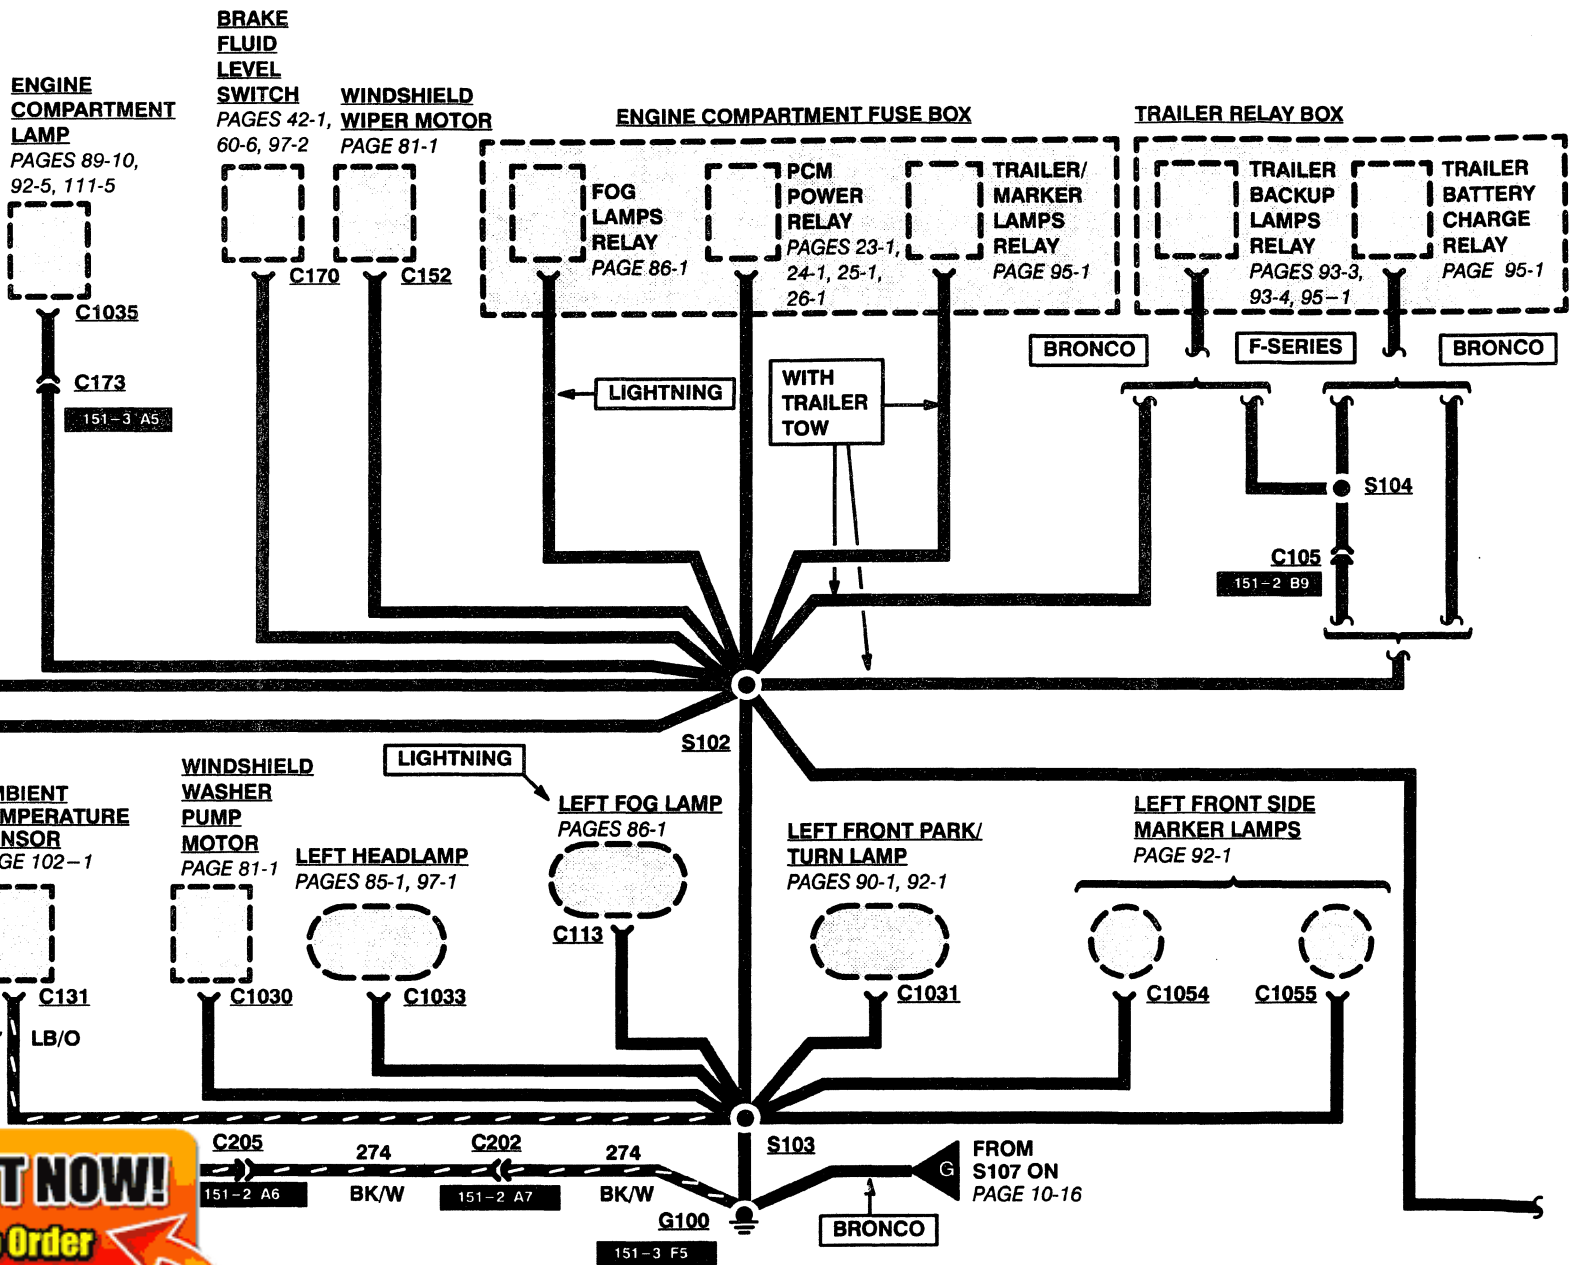 BRAKE
FLUID
LEVEL
SWITCH
PAGES 42-1,
60-6, 97-2
ENGINE
COMPARTMENT
LAMP
PAGES 89-10,
92-5, 111-5
WINDSHIELD
WIPER MOTOR
PAGE 81-1
ENGINE COMPARTMENT FUSE BOX
TRAILER RELAY BOX
FOG
LAMPS
RELAY
PAGE 86-1
PCM
POWER
RELAY
PAGES 23-1,
24-1, 25-1,
26-1
TRAILER/
MARKER
LAMPS
RELAY
PAGE 95-1
TRAILER
BACKUP
LAMPS
RELAY
PAGES 93-3,
93-4, 95-1
TRAILER
BATTERY
CHARGE
RELAY
PAGE 95-1
C1035
C170
C152
C173
151-3 A5
BRONCO
F-SERIES
BRONCO
LIGHTNING
WITH
TRAILER
TOW
S104
C105
151-2 B9
S102
LIGHTNING
MBIENT
MPERATURE
NSOR
GE 102-1
WINDSHIELD
WASHER
PUMP
MOTOR
PAGE 81-1
LEFT HEADLAMP
PAGES 85-1, 97-1
LEFT FOG LAMP
PAGES 86-1
LEFT FRONT PARK/
TURN LAMP
PAGES 90-1, 92-1
LEFT FRONT SIDE
MARKER LAMPS
PAGE 92-1
C113
C131
C1030
C1033
C1031
C1054
C1055
LB/O
C205
274
C202
274
S103
151-2 A6
BK/W
151-2 A7
BK/W
G
FROM
S107 ON
PAGE 10-16
G100
BRONCO
151-3 F5
T NOW!
Order